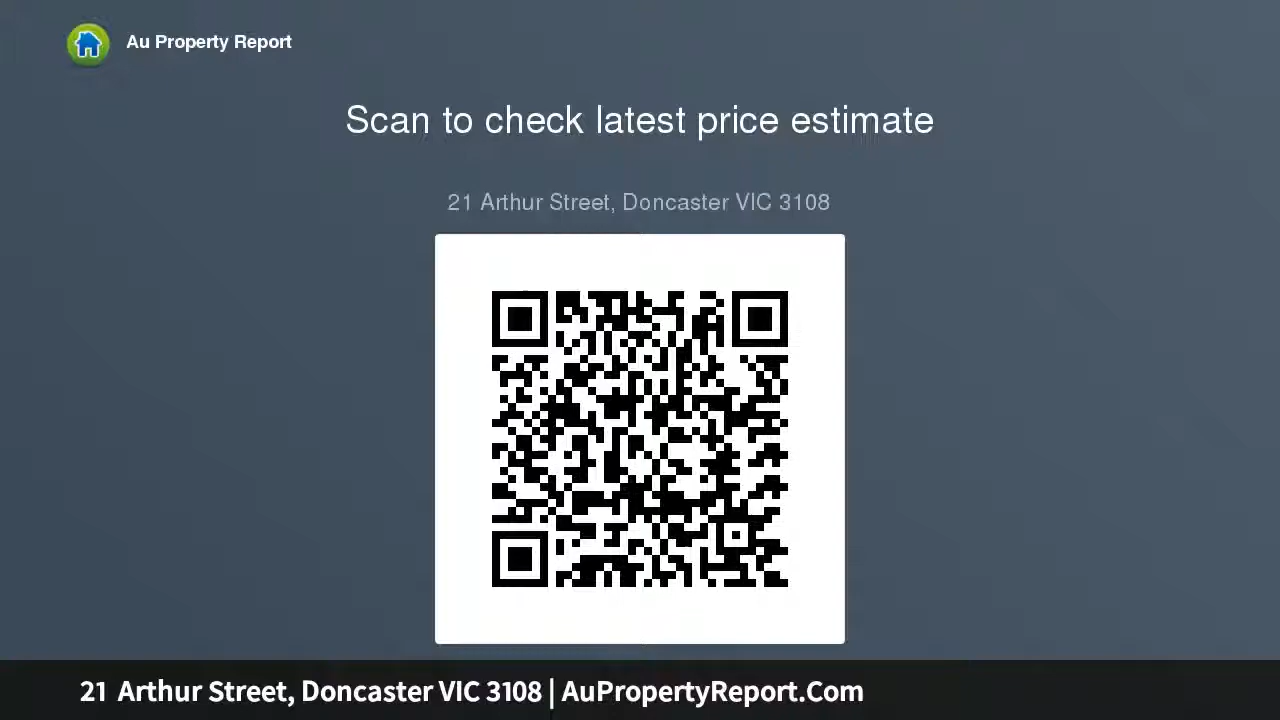 Au Property Report
Scan to check latest price estimate
21 Arthur Street, Doncaster VIC 3108
21 Arthur Street, Doncaster VIC 3108 | AuPropertyReport.Com